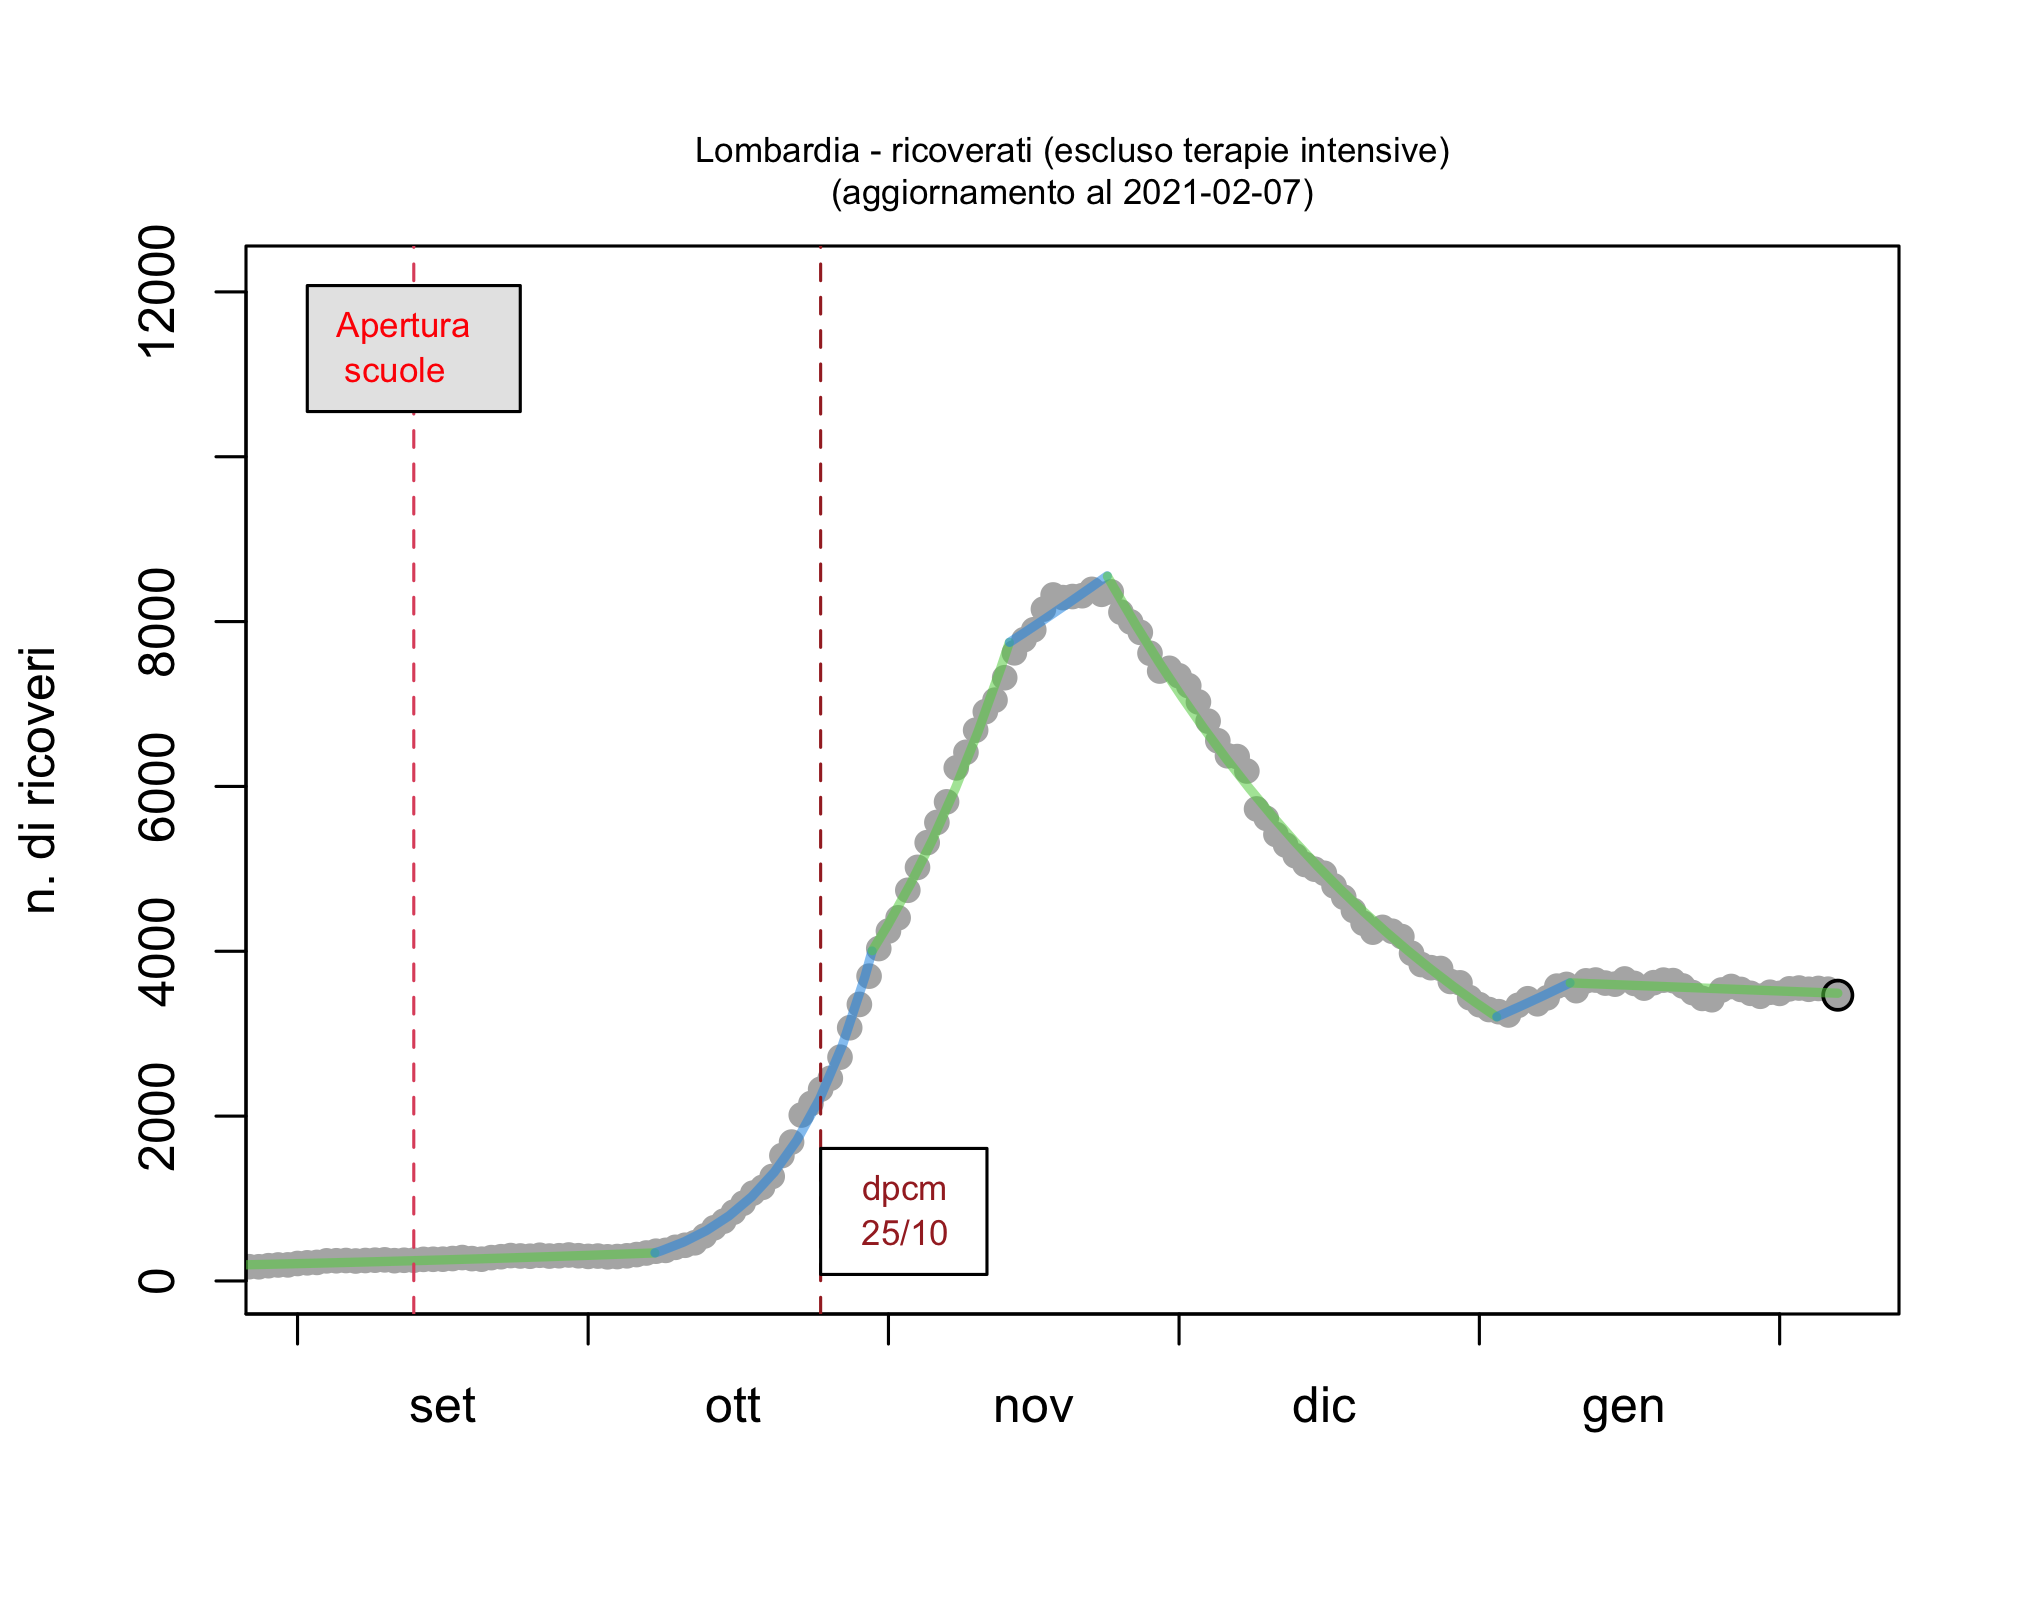 Lombardia - ricoverati (escluso terapie intensive)
(aggiornamento al 2021-02-07)
12000
8000
6000
4000
2000
0
n. di ricoveri
Apertura
scuole
dpcm
25/10
set
ott
nov
dic
gen